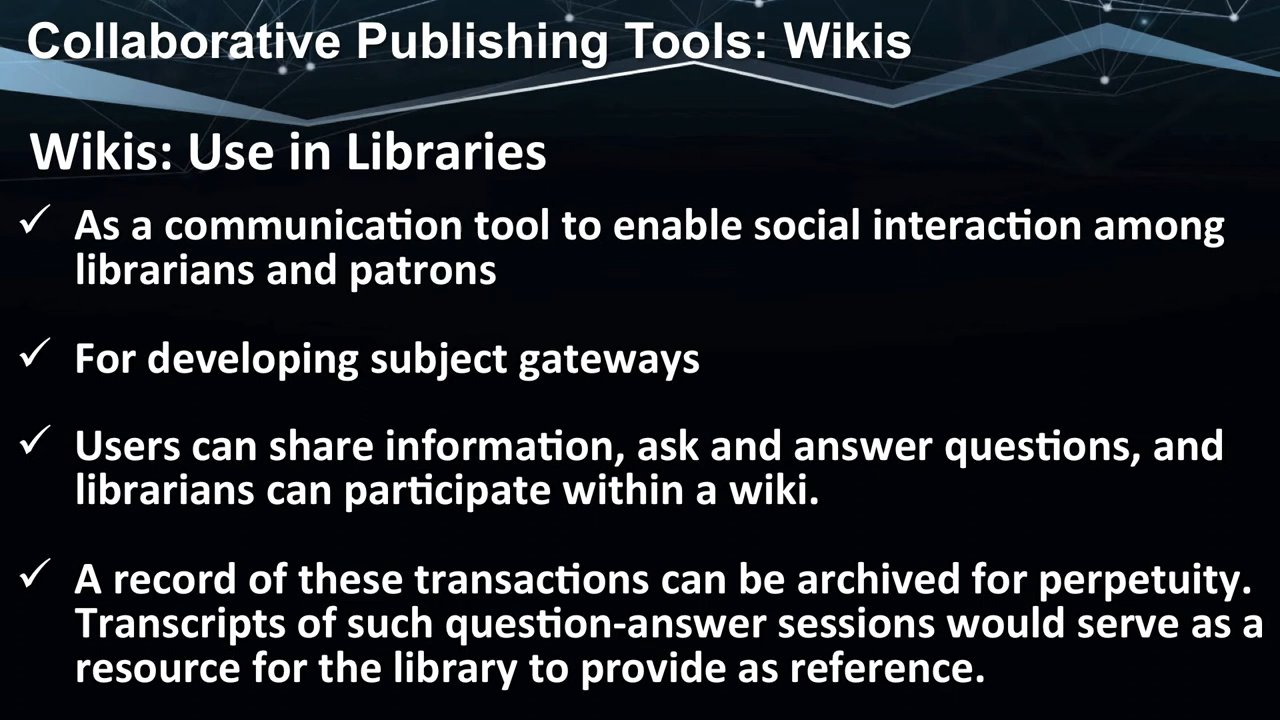 Collaborative Publishing Tools: Wikis
Wikis: Use in Libraries
✓ As a communication tool to enable social interaction among
librarians and patrons
✓ For developing subject gateways
✓ Users can share information, ask and answer questions, and
librarians can participate within a wiki.
✓ A record of these transactions can be archived for perpetuity.
Transcripts of such question-answer sessions would serve as a
resource for the library to provide as reference.